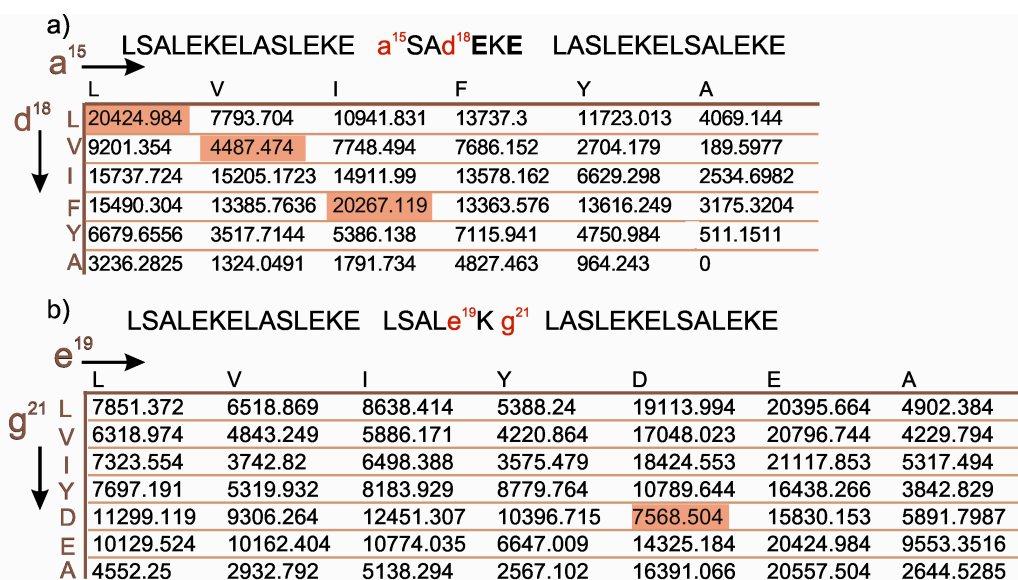 a)
LSALEKELASLEKE a¹⁵SAd¹⁸EKE LASLEKELSALEKE
a¹⁵
L V I F Y A
d¹⁸
L 20424.984 7793.704 10941.831 13737.3 11723.013 4069.144
V 9201.354 4487.474 7748.494 7686.152 2704.179 189.5977
I 15737.724 15205.1723 14911.99 13578.162 6629.298 2534.6982
F 15490.304 13385.7636 20267.119 13363.576 13616.249 3175.3204
Y 6679.6556 3517.7144 5386.138 7115.941 4750.984 511.1511
A 3236.2825 1324.0491 1791.734 4827.463 964.243 0
b)
LSALEKELASLEKE LSALe¹⁹K g²¹ LASLEKELSALEKE
e¹⁹
L V I Y D E A
g²¹
L 7851.372 6518.869 8638.414 5388.24 19113.994 20395.664 4902.384
V 6318.974 4843.249 5886.171 4220.864 17048.023 20796.744 4229.794
I 7323.554 3742.82 6498.388 3575.479 18424.553 21117.853 5317.494
Y 7697.191 5319.932 8183.929 8779.764 10789.644 16438.266 3842.829
D 11299.119 9306.264 12451.307 10396.715 7568.504 15830.153 5891.7987
E 10129.524 10162.404 10774.035 6647.009 14325.184 20424.984 9553.3516
A 4552.25 2932.792 5138.294 2567.102 16391.066 20557.504 2644.5285